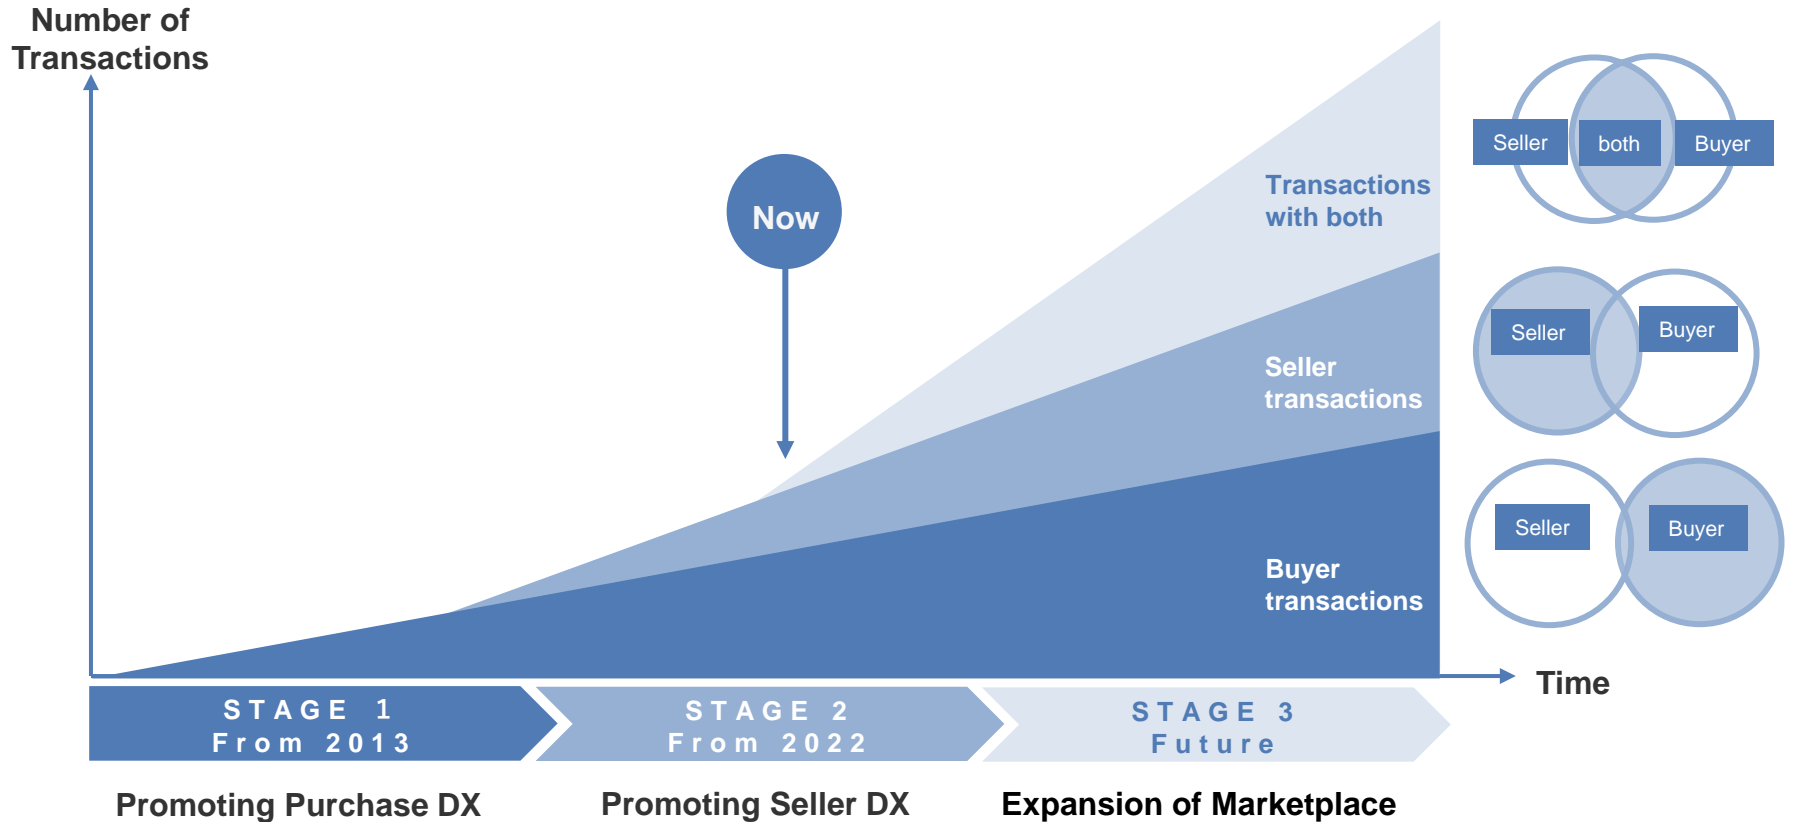 Number of
Transactions
Now
Transactions
with both
Seller
transactions
Buyer
transactions
Seller
both
Buyer
Seller
Buyer
Seller
Buyer
Time
STAGE 1
From 2013
STAGE 2
From 2022
STAGE 3
Future
Promoting Purchase DX
Promoting Seller DX
Expansion of Marketplace